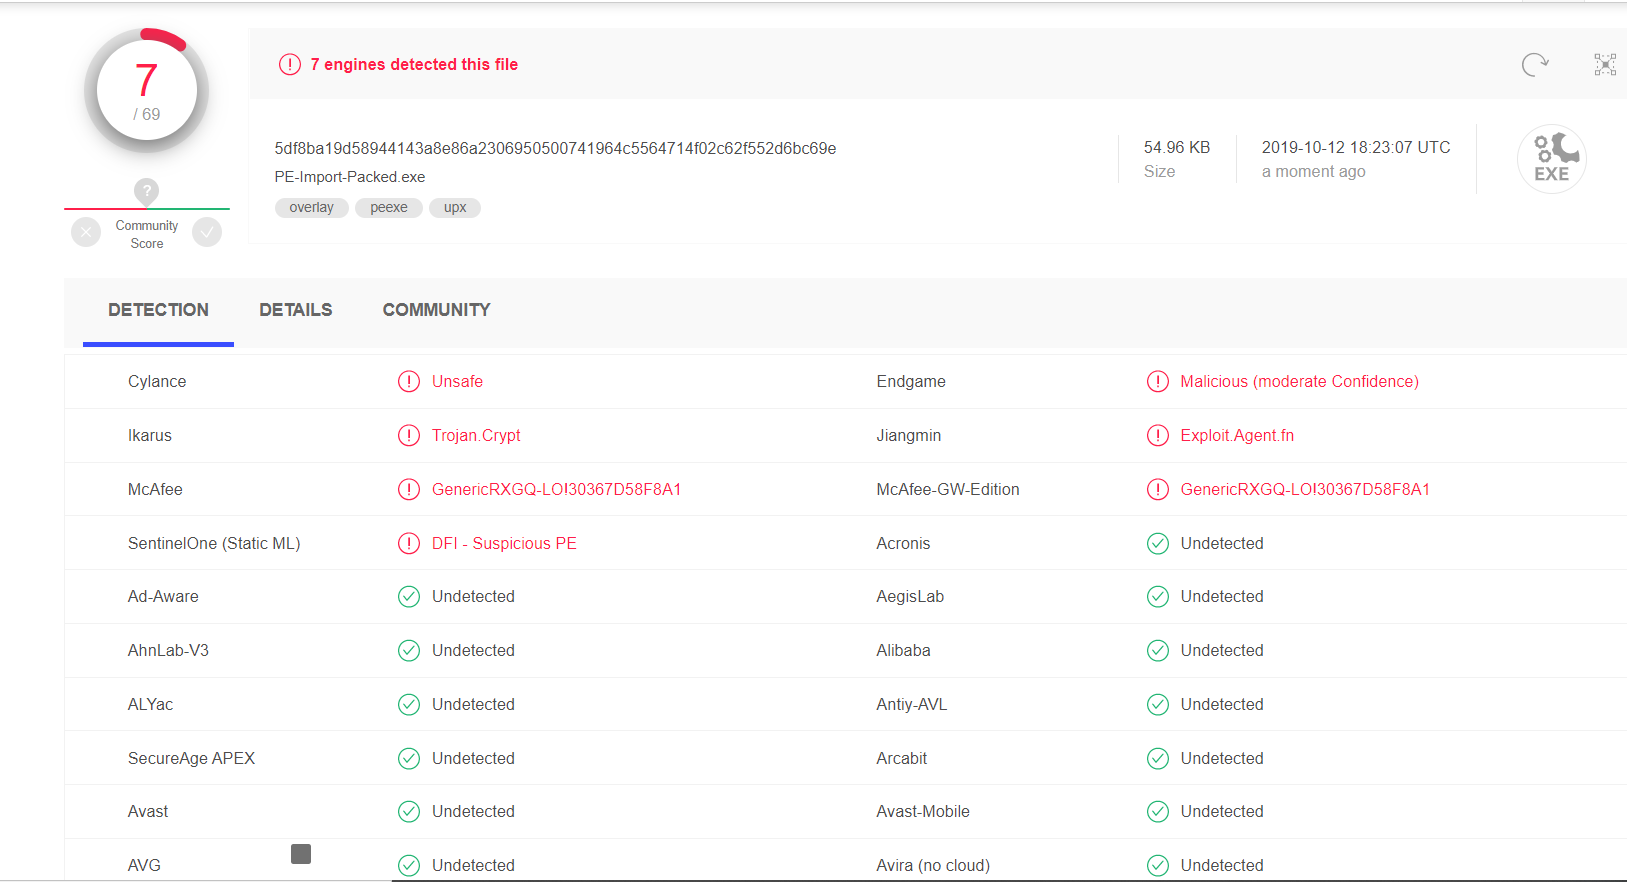 7
/ 69
?
Community
Score
7 engines detected this file
5df8ba19d58944143a8e86a2306950500741964c5564714f02c62f552d6bc69e
PE-Import-Packed.exe
overlay peexe upx
54.96 KB
Size
2019-10-12 18:23:07 UTC
a moment ago
EXE
DETECTION DETAILS COMMUNITY
Cylance Unsafe Endgame Malicious (moderate Confidence)
Ikarus Trojan.Crypt Jiangmin Exploit.Agent.fn
McAfee GenericRXGQ-LO!30367D58F8A1 McAfee-GW-Edition GenericRXGQ-LO!30367D58F8A1
SentinelOne (Static ML) DFI - Suspicious PE Acronis Undetected
Ad-Aware Undetected AegisLab Undetected
AhnLab-V3 Undetected Alibaba Undetected
ALYac Undetected Antiy-AVL Undetected
SecureAge APEX Undetected Arcabit Undetected
Avast Undetected Avast-Mobile Undetected
AVG Undetected Avira (no cloud) Undetected